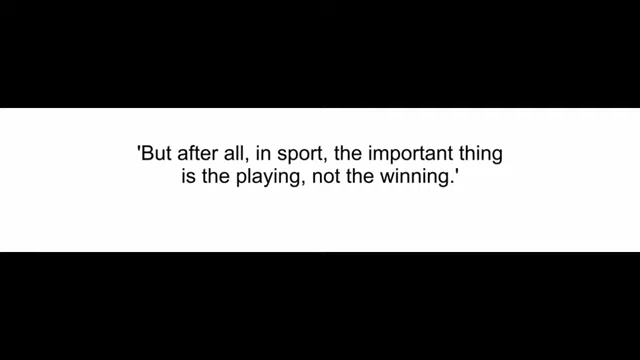 'But after all, in sport, the important thing
is the playing, not the winning.'